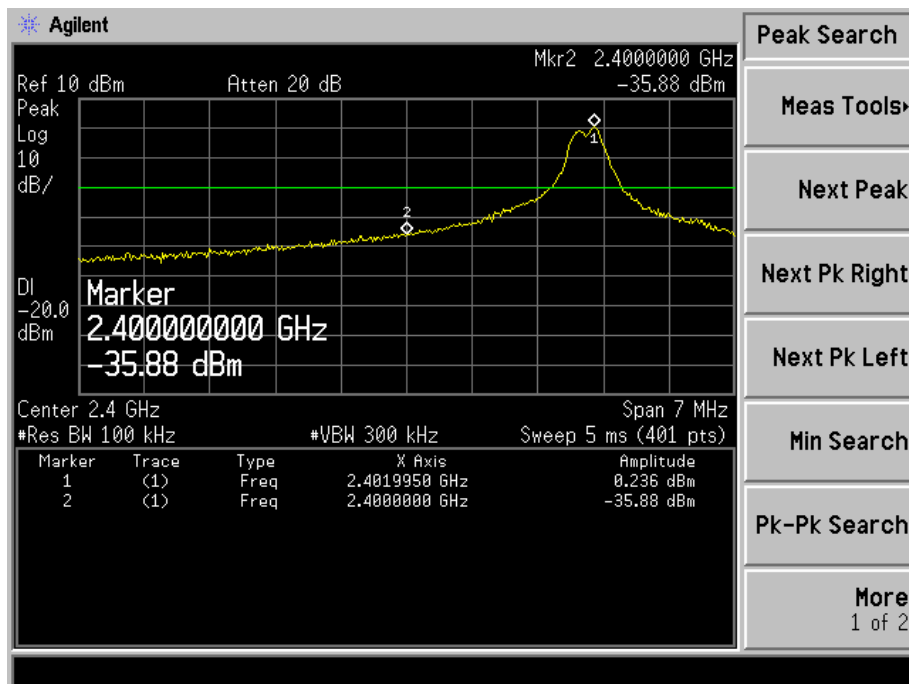 Agilent
Peak Search
Mkr2 2.4000000 GHz
Ref 10 dBm Atten 20 dB -35.88 dBm
Peak
Log
10
dB/
1
2
DI
-20.0
dBm
Marker
2.400000000 GHz
-35.88 dBm
Center 2.4 GHz Span 7 MHz
#Res BW 100 kHz #VBW 300 kHz Sweep 5 ms (401 pts)
Marker Trace Type X Axis Amplitude
1 (1) Freq 2.4019950 GHz 0.236 dBm
2 (1) Freq 2.4000000 GHz -35.88 dBm
Meas Tools
Next Peak
Next Pk Right
Next Pk Left
Min Search
Pk-Pk Search
More
1 of 2